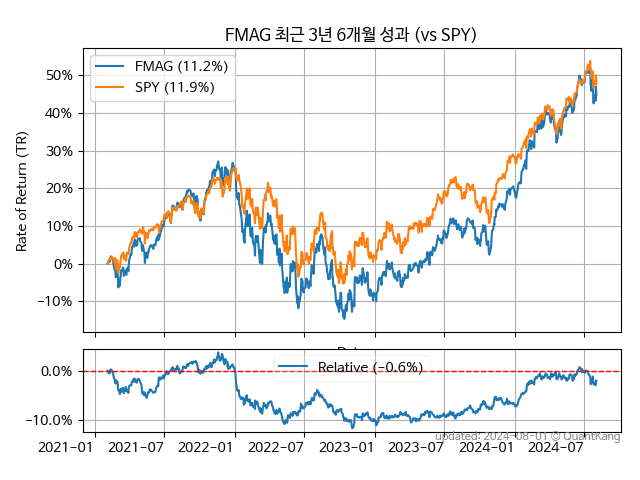 FMAG 최근 3년 6개월 성과 (vs SPY)
Rate of Return (TR)
50%
40%
30%
20%
10%
0%
−10%
FMAG (11.2%)
SPY (11.9%)
0.0%
−10.0%
Relative (−0.6%)
2021−01 2021−07 2022−01 2022−07 2023−01 2023−07 2024−01 2024−07
updated: 2024-08-01 © QuantKang